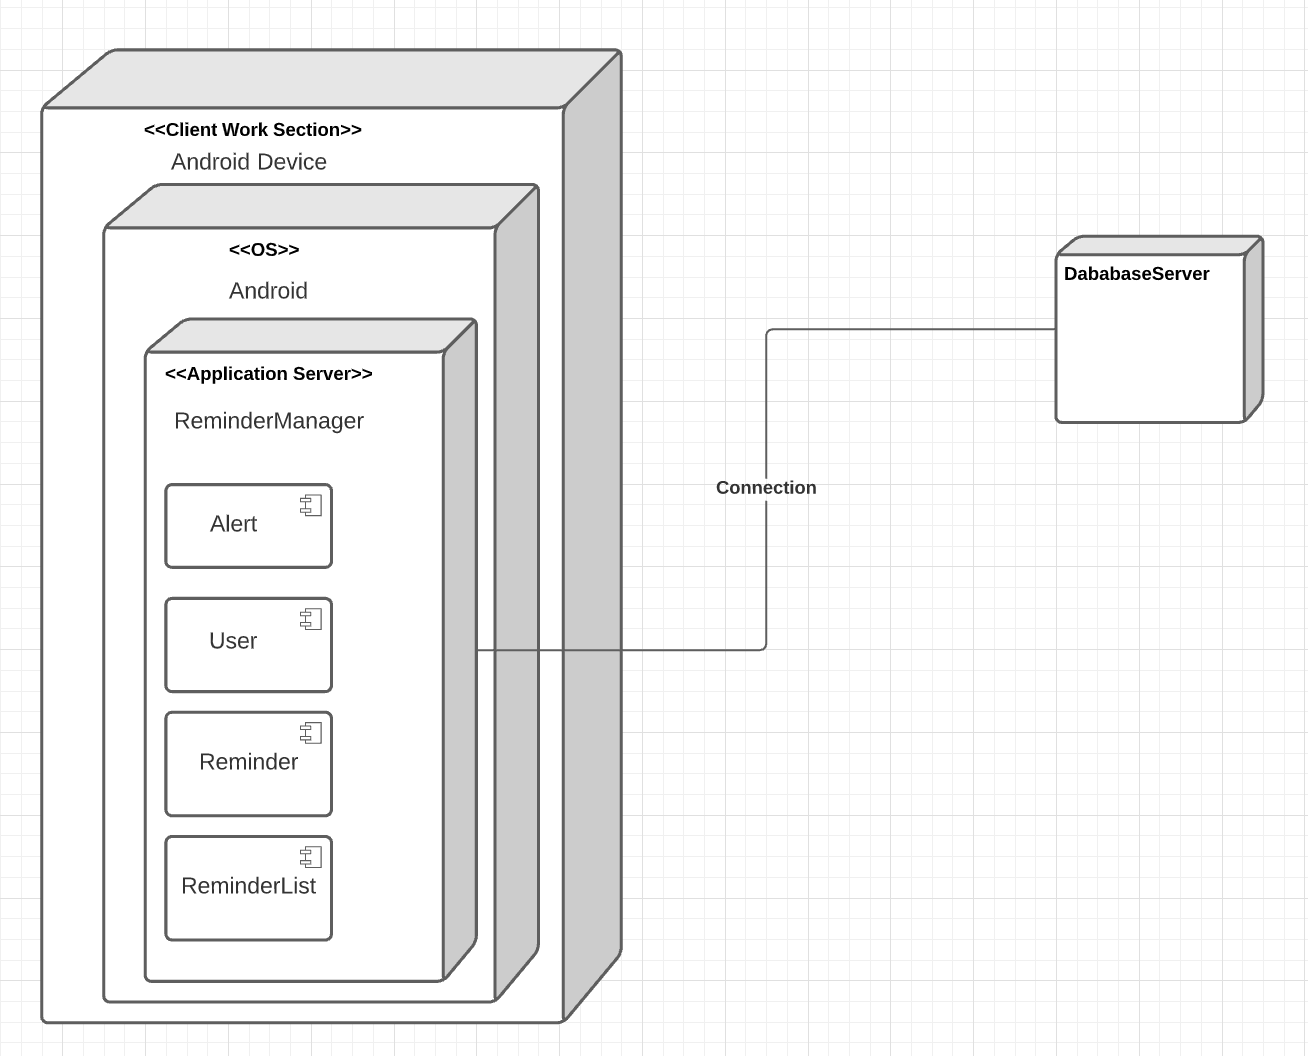 <<Client Work Section>>
Android Device
<<OS>>
Android
<<Application Server>>
ReminderManager
Alert
User
Reminder
ReminderList
Connection
DababaseServer